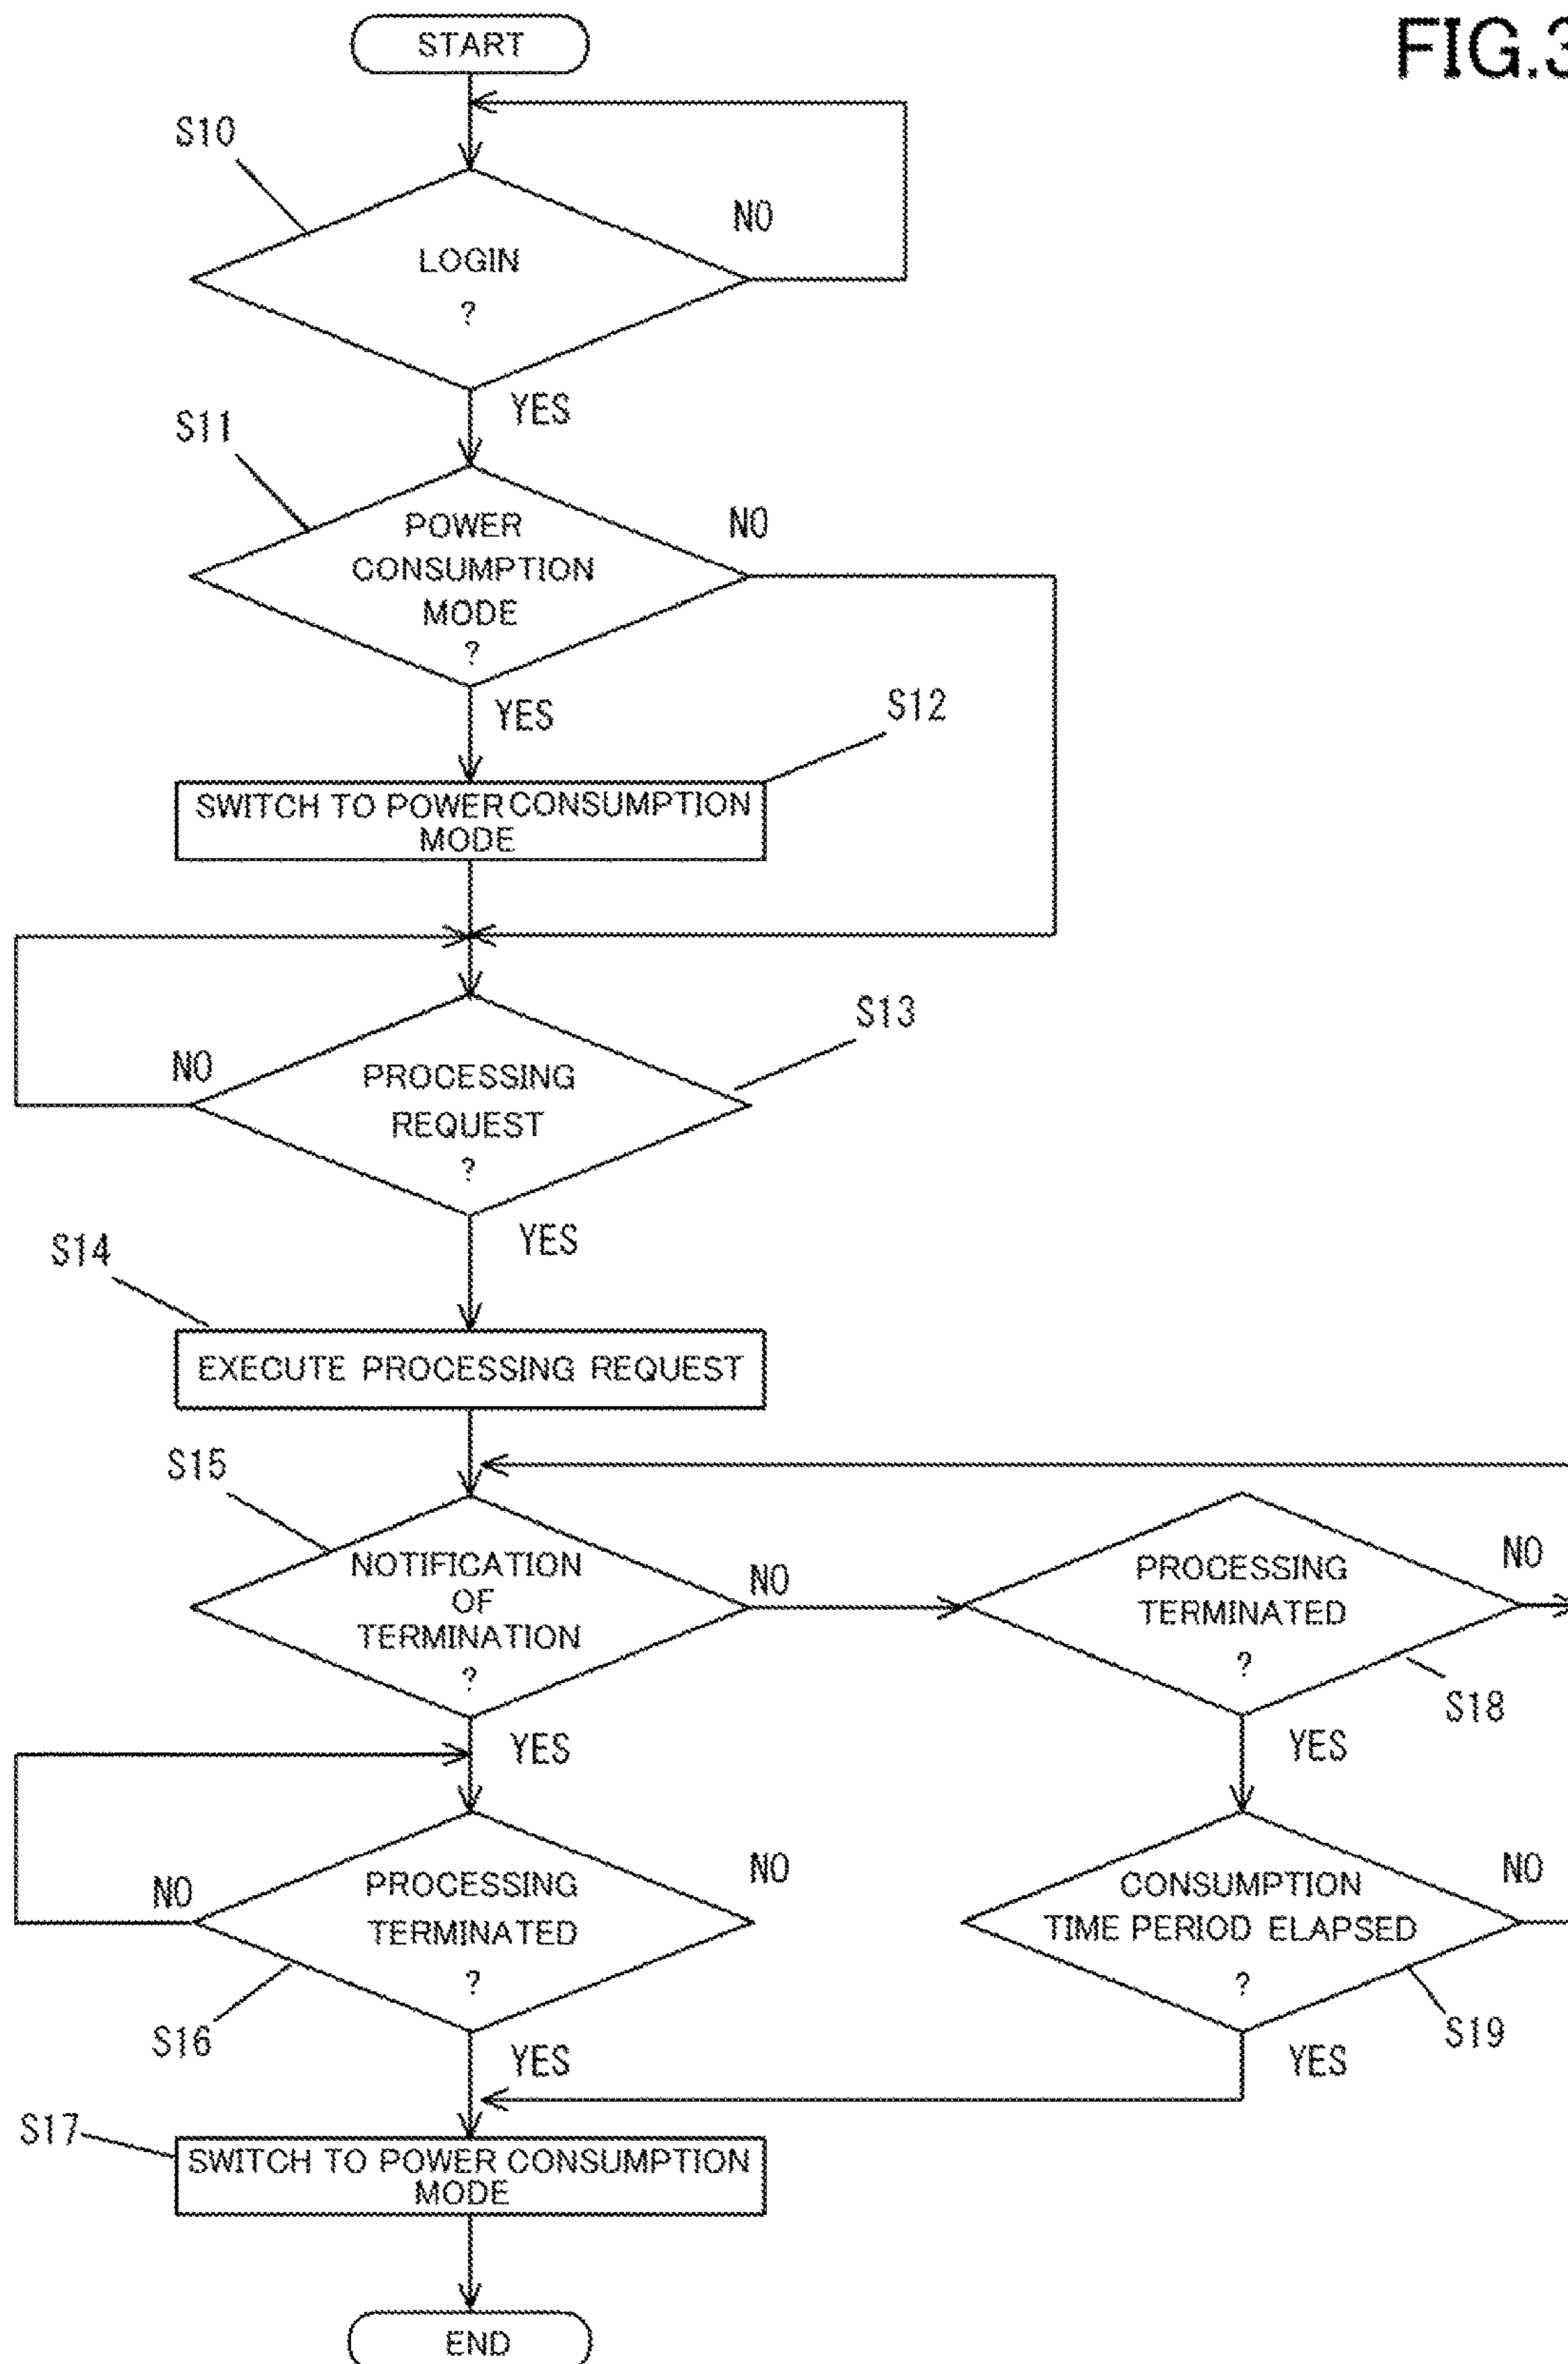 FIG.3
START
S10
LOGIN
?
NO
YES
S11
POWER
CONSUMPTION
MODE
?
NO
YES
S12
SWITCH TO POWER CONSUMPTION
MODE
S13
NO
PROCESSING
REQUEST
?
YES
S14
EXECUTE PROCESSING REQUEST
S15
NOTIFICATION
OF
TERMINATION
?
NO
PROCESSING
TERMINATED
?
NO
S18
YES
YES
NO
PROCESSING
TERMINATED
?
NO
CONSUMPTION
TIME PERIOD ELAPSED
?
NO
S16
S19
YES
YES
S17
SWITCH TO POWER CONSUMPTION
MODE
END